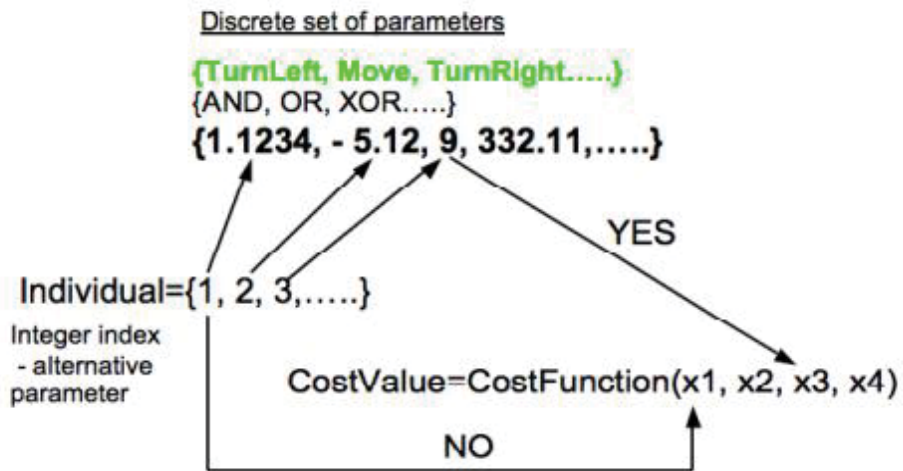 Discrete set of parameters
{TurnLeft, Move, TurnRight.....}
{AND, OR, XOR.....}
{1.1234, - 5.12, 9, 332.11,.....}
YES
Individual={1, 2, 3,.....}
Integer index
- alternative
parameter
CostValue=CostFunction(x1, x2, x3, x4)
NO